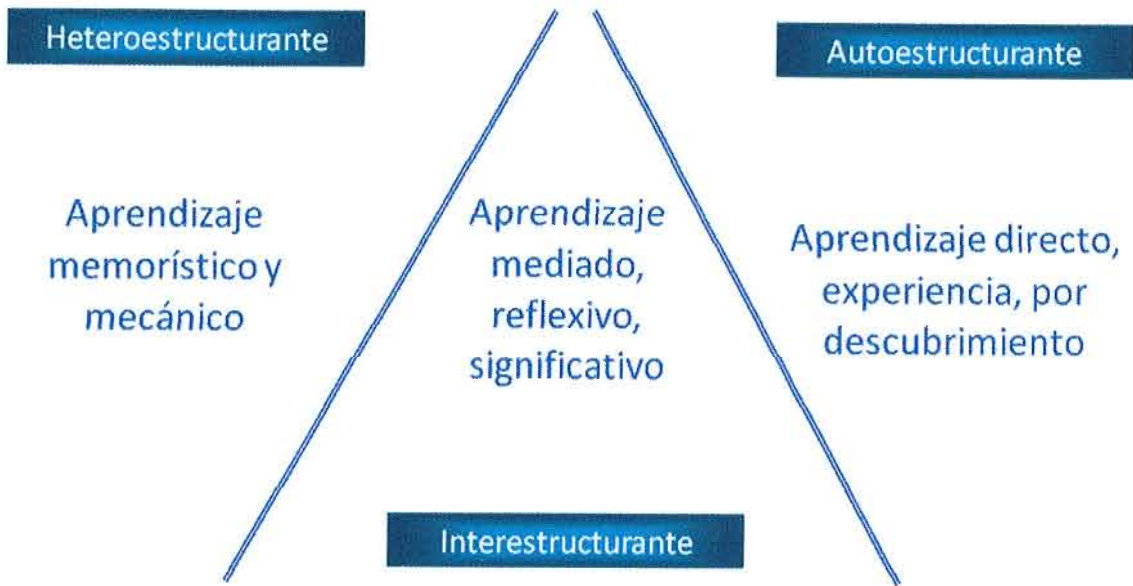 Heteroestructurante
Autoestructurante
Aprendizaje
memorístico y
mecánico
Aprendizaje
mediado,
reflexivo,
significativo
Aprendizaje directo,
experiencia, por
descubrimiento
Interestructurante